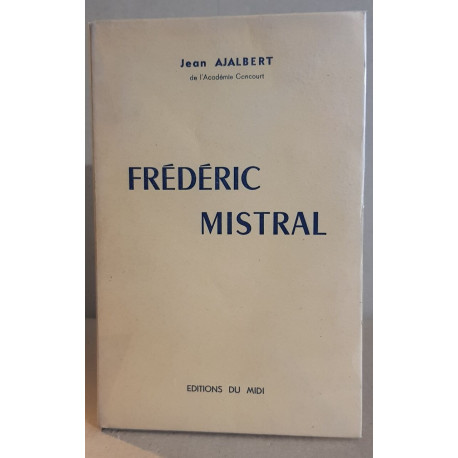 Jean AJALBERT
de l'Académie Goncourt
FRÉDÉRIC
MISTRAL
EDITIONS DU MIDI